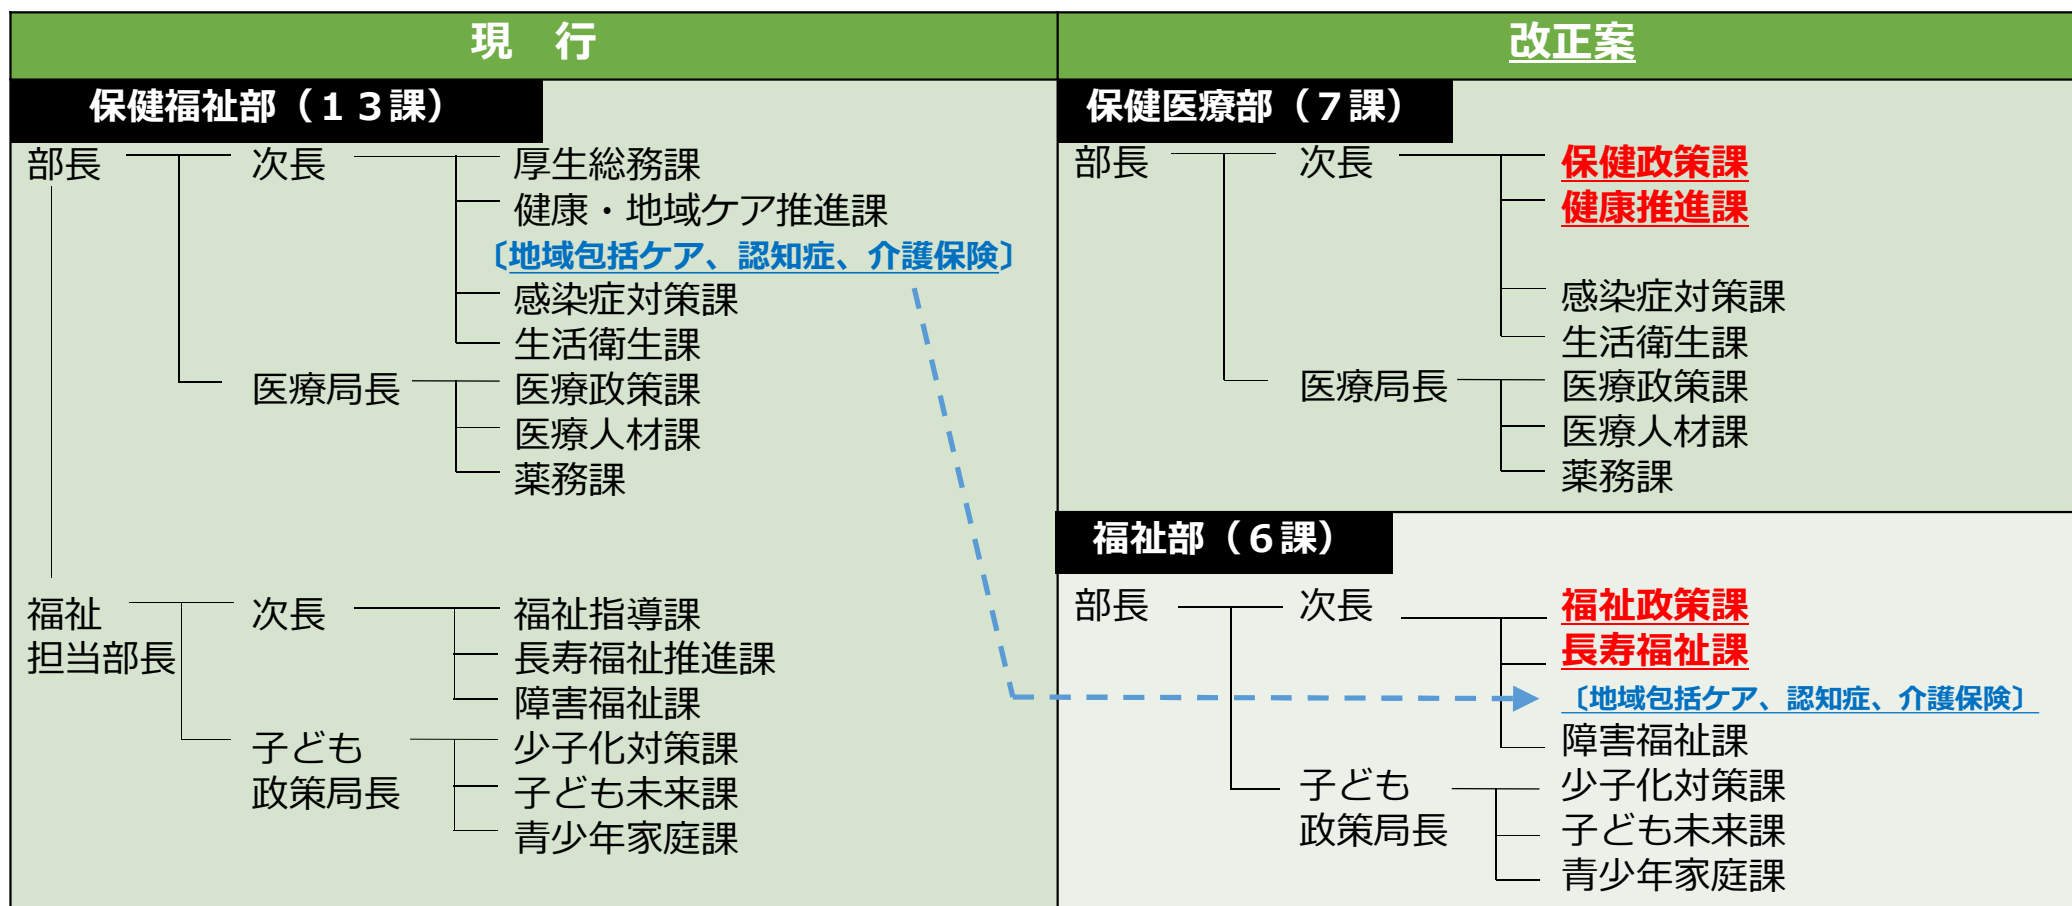 現　行
保健福祉部（１３課）
部長
次長
厚生総務課
健康・地域ケア推進課
〔地域包括ケア、認知症、介護保険〕
感染症対策課
生活衛生課
医療局長
医療政策課
医療人材課
薬務課
福祉
担当部長
次長
福祉指導課
長寿福祉推進課
障害福祉課
子ども
政策局長
少子化対策課
子ども未来課
青少年家庭課
改正案
保健医療部（７課）
部長
次長
保健政策課
健康推進課
感染症対策課
生活衛生課
医療局長
医療政策課
医療人材課
薬務課
福祉部（６課）
部長
次長
福祉政策課
長寿福祉課
〔地域包括ケア、認知症、介護保険〕
障害福祉課
子ども
政策局長
少子化対策課
子ども未来課
青少年家庭課